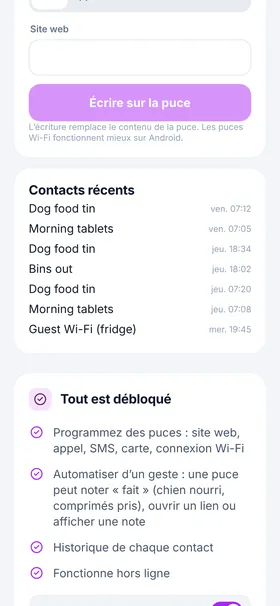 Site web
Écrire sur la puce
L'écriture remplace le contenu de la puce. Les puces
Wi-Fi fonctionnent mieux sur Android.
Contacts récents
Dog food tin ven. 07:12
Morning tablets ven. 07:05
Dog food tin jeu. 18:34
Bins out jeu. 18:02
Dog food tin jeu. 07:20
Morning tablets jeu. 07:08
Guest Wi-Fi (fridge) mer. 19:45
Tout est débloqué
Programmez des puces : site web,
appel, SMS, carte, connexion Wi-Fi
Automatiser d'un geste : une puce
peut noter « fait » (chien nourri,
comprimés pris), ouvrir un lien ou
afficher une note
Historique de chaque contact
Fonctionne hors ligne